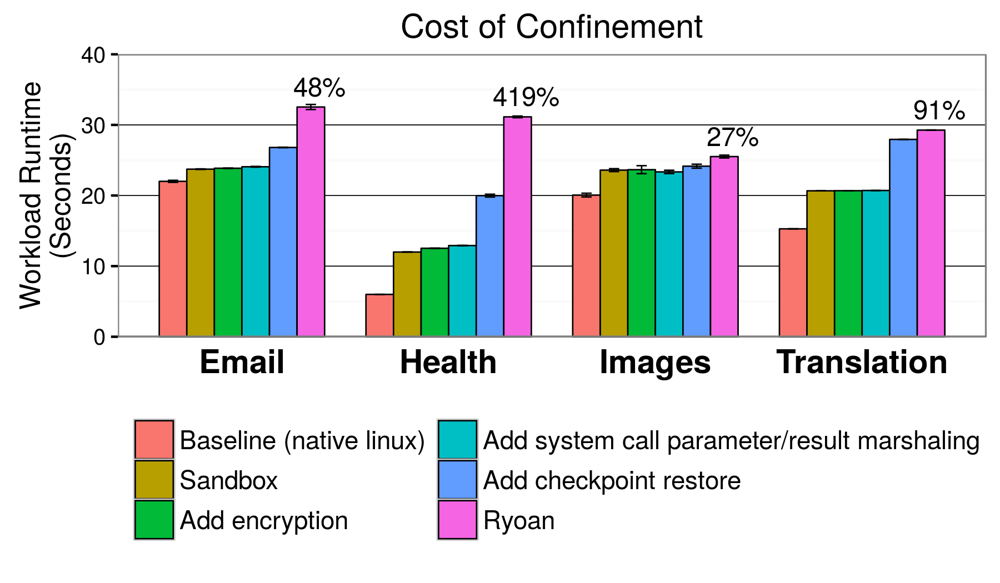 Cost of Confinement
Workload Runtime
(Seconds)
40
30
20
10
0
48%
419%
27%
91%
Email
Health
Images
Translation
Baseline (native linux)
Sandbox
Add encryption
Add system call parameter/result marshaling
Add checkpoint restore
Ryoan